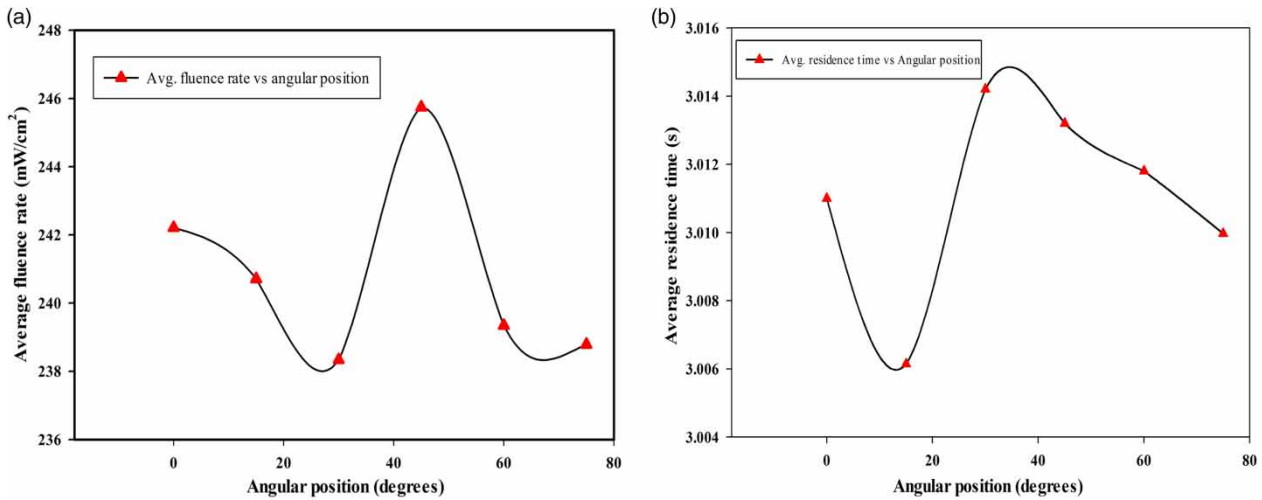 (a)
248
246
244
242
240
238
236
Average fluence rate (mW/cm²)
Avg. fluence rate vs angular position
0 20 40 60 80
Angular position (degrees)
(b)
3.016
3.014
3.012
3.010
3.008
3.006
3.004
Average residence time (s)
Avg. residence time vs Angular position
0 20 40 60 80
Angular position (degrees)